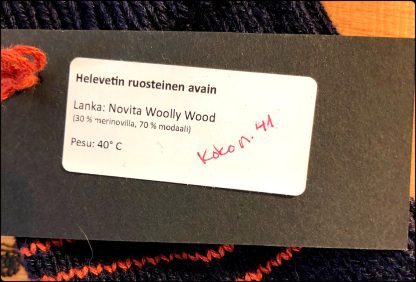 Helevetin ruosteinen avain
Lanka: Novita Woolly Wood
(30 % merinovilla, 70 % modaali)
Pesu: 40° C
Koko n. 41